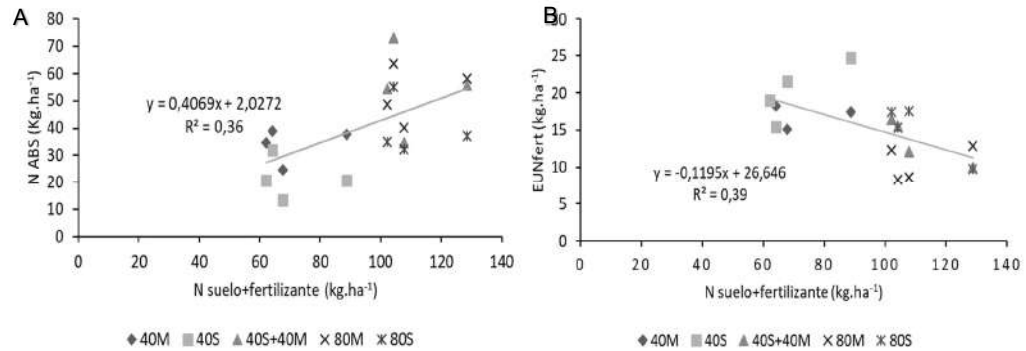 A
N ABS (Kg.ha⁻¹)
80
70
60
50
40
30
20
10
0
y = 0,4069x + 2,0272
R² = 0,36
0 20 40 60 80 100 120 140
N suelo+fertilizante (kg.ha⁻¹)
40M 40S 40S+40M 80M 80S
B
EUNfert (kg.ha⁻¹)
30
25
20
15
10
5
0
y = -0,1195x + 26,646
R² = 0,39
0 20 40 60 80 100 120 140
N suelo+fertilizante (kg.ha⁻¹)
40M 40S 40S+40M 80M 80S